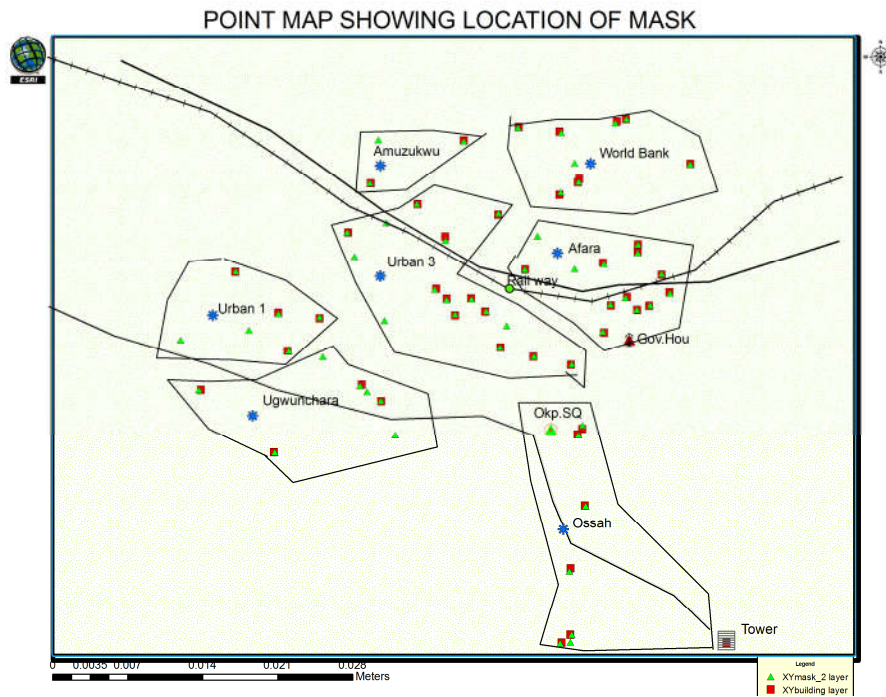 POINT MAP SHOWING LOCATION OF MASK
ESRI
Amuzukwu
World Bank
Afara
Urban 3
Rail way
Urban 1
Gov.Hou
Ugwunchara
Okp.SQ
Ossah
Tower
0 0.0035 0.007 0.014 0.021 0.028
Meters
Legend
XYmask_2 layer
XYbuilding layer